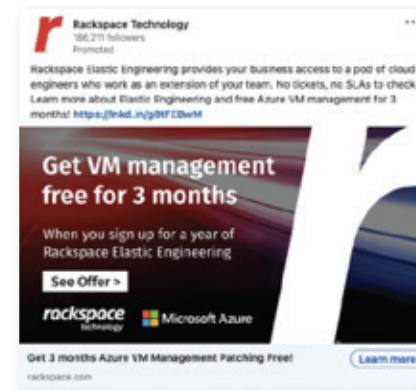 Rackspace Technology
186,211 followers
Promoted
Rackspace Elastic Engineering provides your business access to a pod of cloud
engineers who work as an extension of your team. No tickets, no SLAs to check.
Learn more about Elastic Engineering and free Azure VM management for 3
months!
Get VM management
free for 3 months
When you sign up for a year of
Rackspace Elastic Engineering
See Offer >
rackspace
technology
Microsoft Azure
Get 3 months Azure VM Management Patching Free!
Learn more
rackspace.com